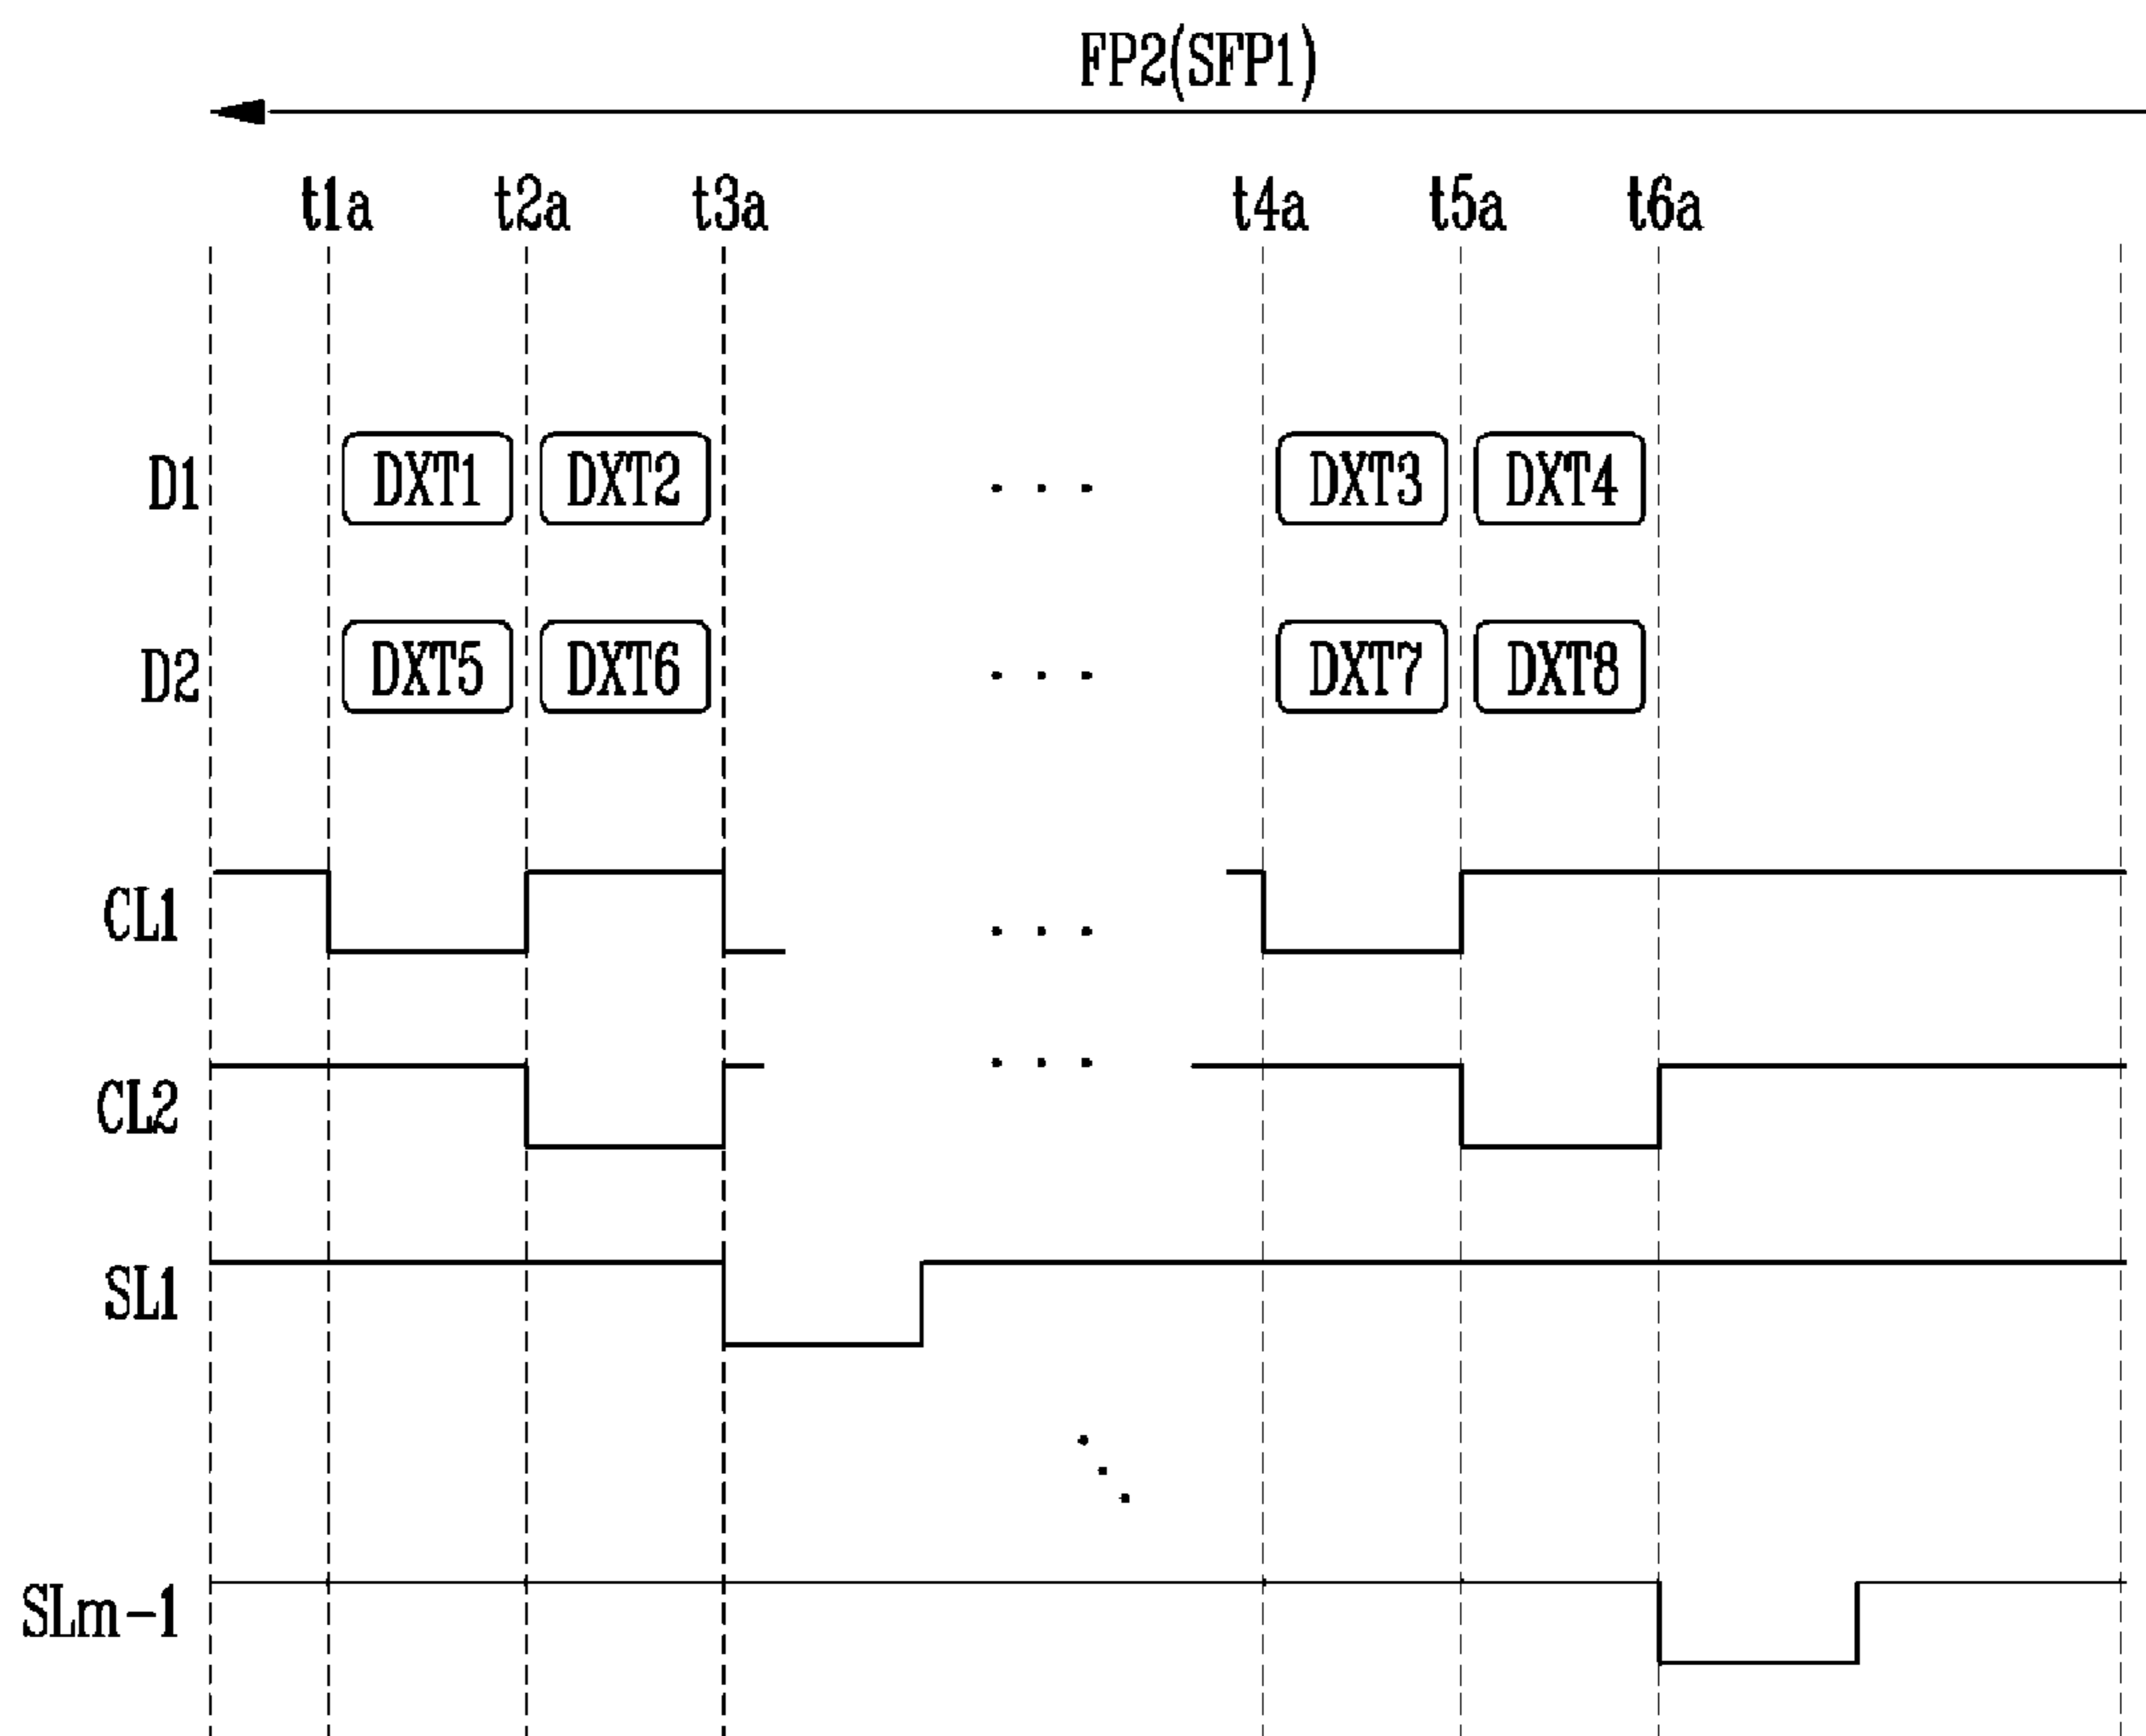 FP2(SFP1)
t1a t2a t3a t4a t5a t6a
D1 DXT1 DXT2 . . . DXT3 DXT4
D2 DXT5 DXT6 . . . DXT7 DXT8
CL1 . . .
CL2 . . .
SL1
SLm-1